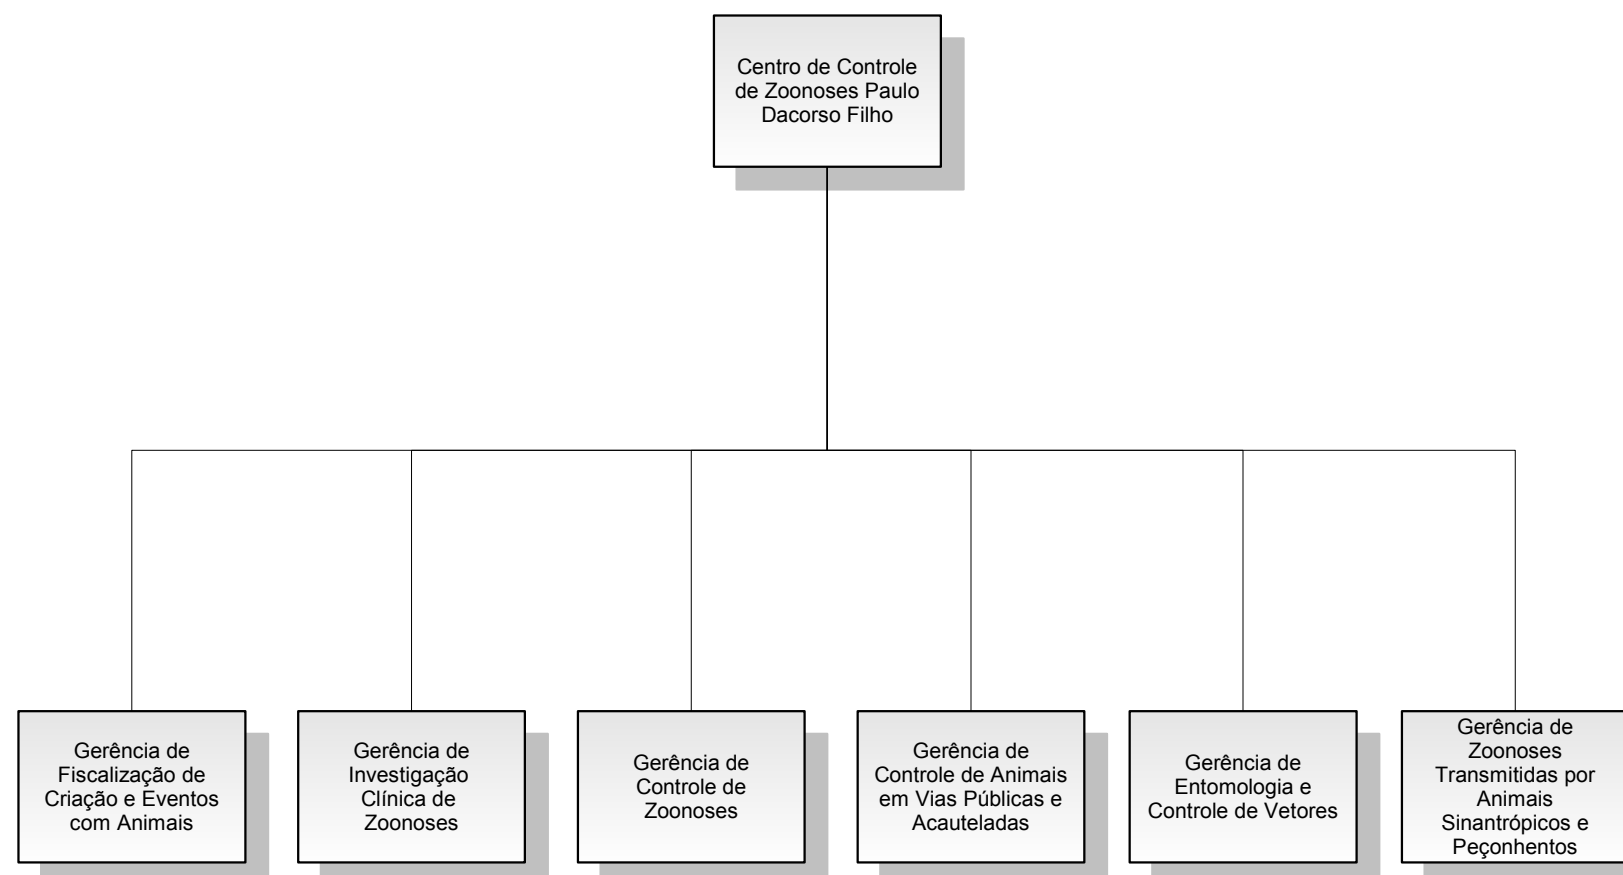 Centro de Controle
de Zoonoses Paulo
Dacorso Filho
Gerência de
Fiscalização de
Criação e Eventos
com Animais
Gerência de
Investigação
Clínica de
Zoonoses
Gerência de
Controle de
Zoonoses
Gerência de
Controle de Animais
em Vias Públicas e
Acauteladas
Gerência de
Entomologia e
Controle de Vetores
Gerência de
Zoonoses
Transmitidas por
Animais
Sinantrópicos e
Peçonhentos